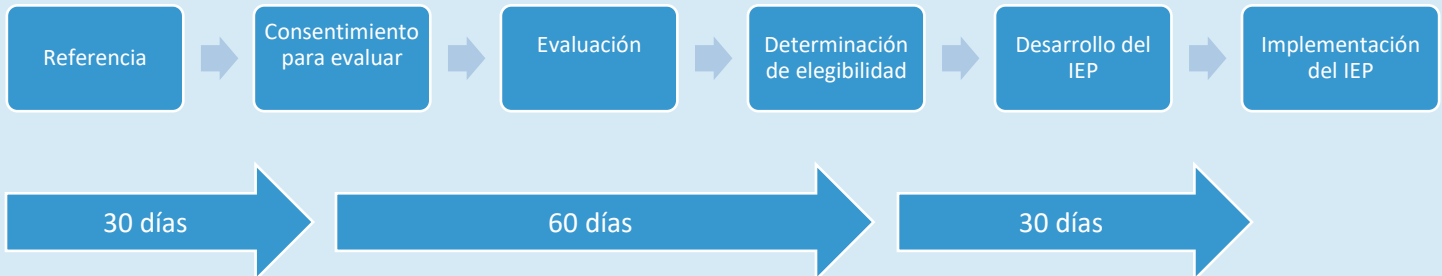 Referencia
Consentimiento
para evaluar
Evaluación
Determinación
de elegibilidad
Desarrollo del
IEP
Implementación
del IEP
30 días
60 días
30 días